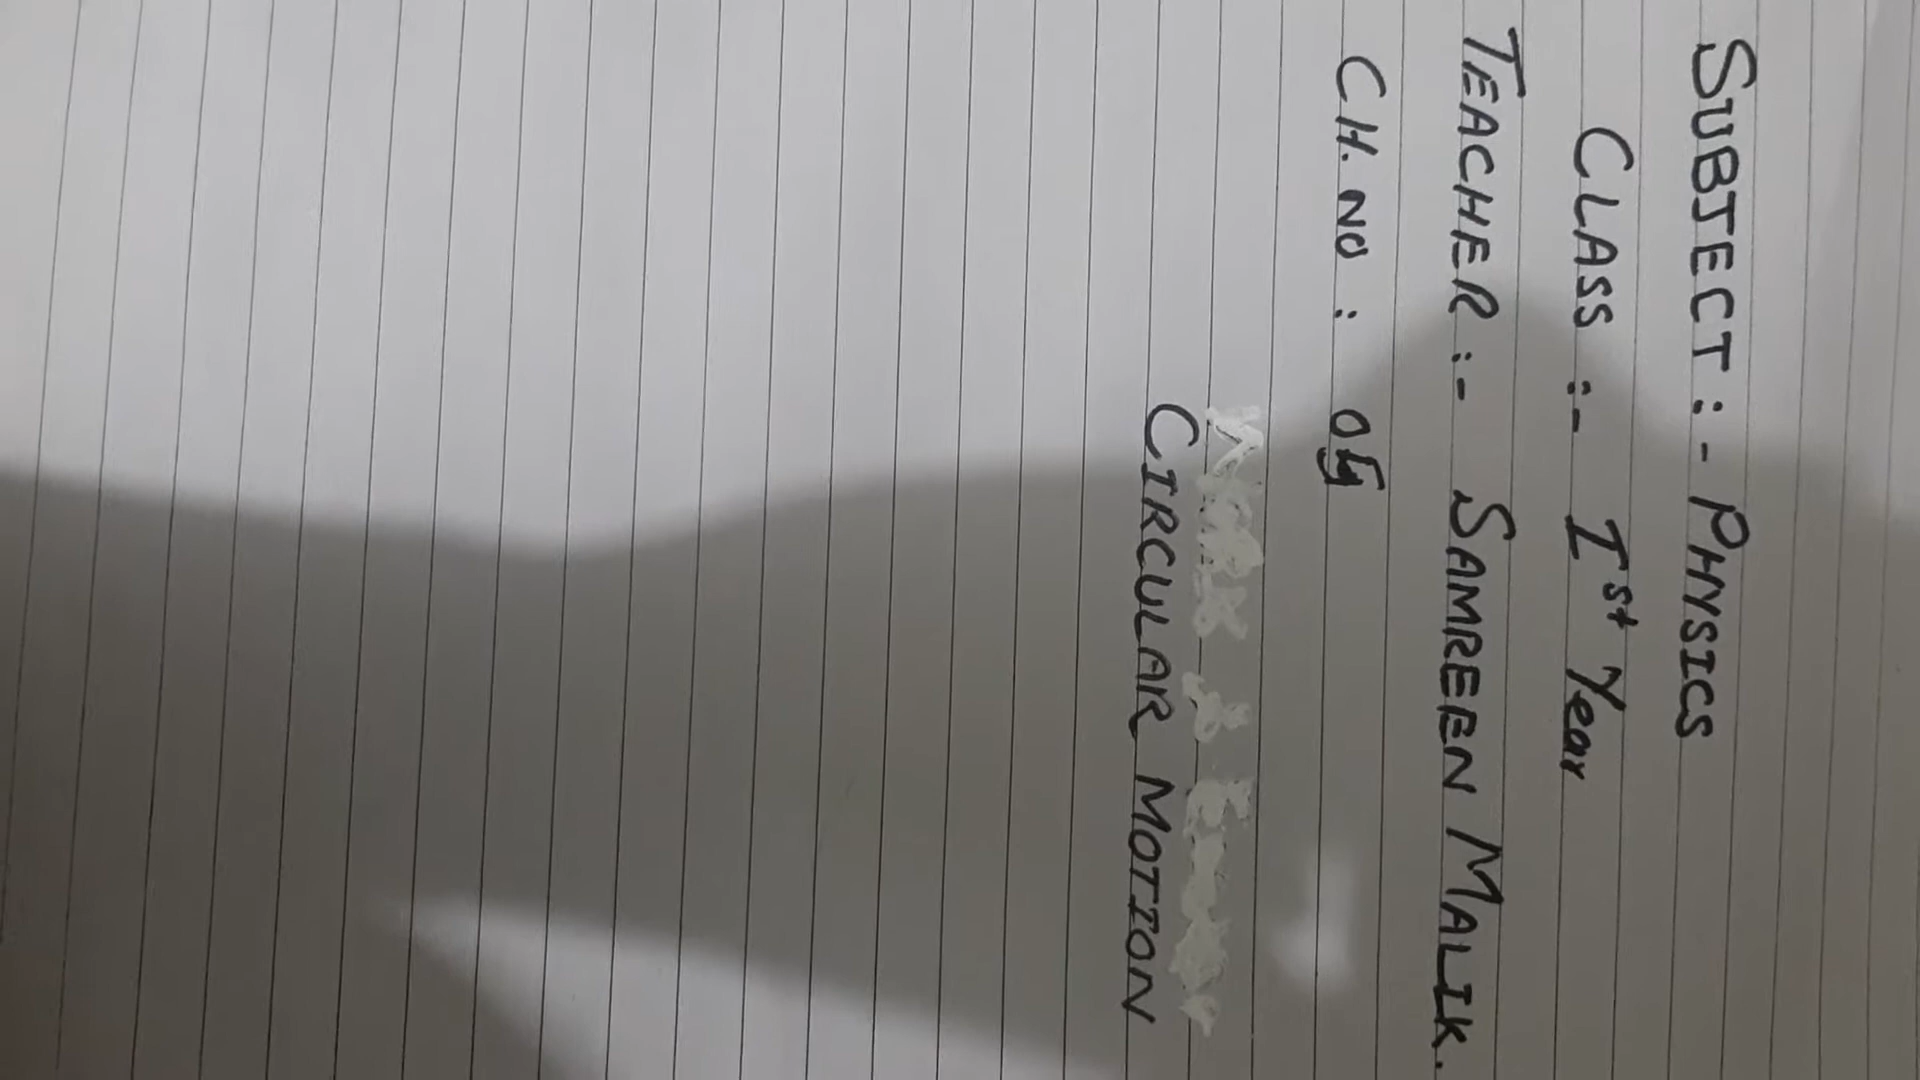 SUBJECT :- PHYSICS
CLASS :- Ist Year
TEACHER :- SAMREEN MALIK.
CH.NO : 05
CIRCULAR MOTION